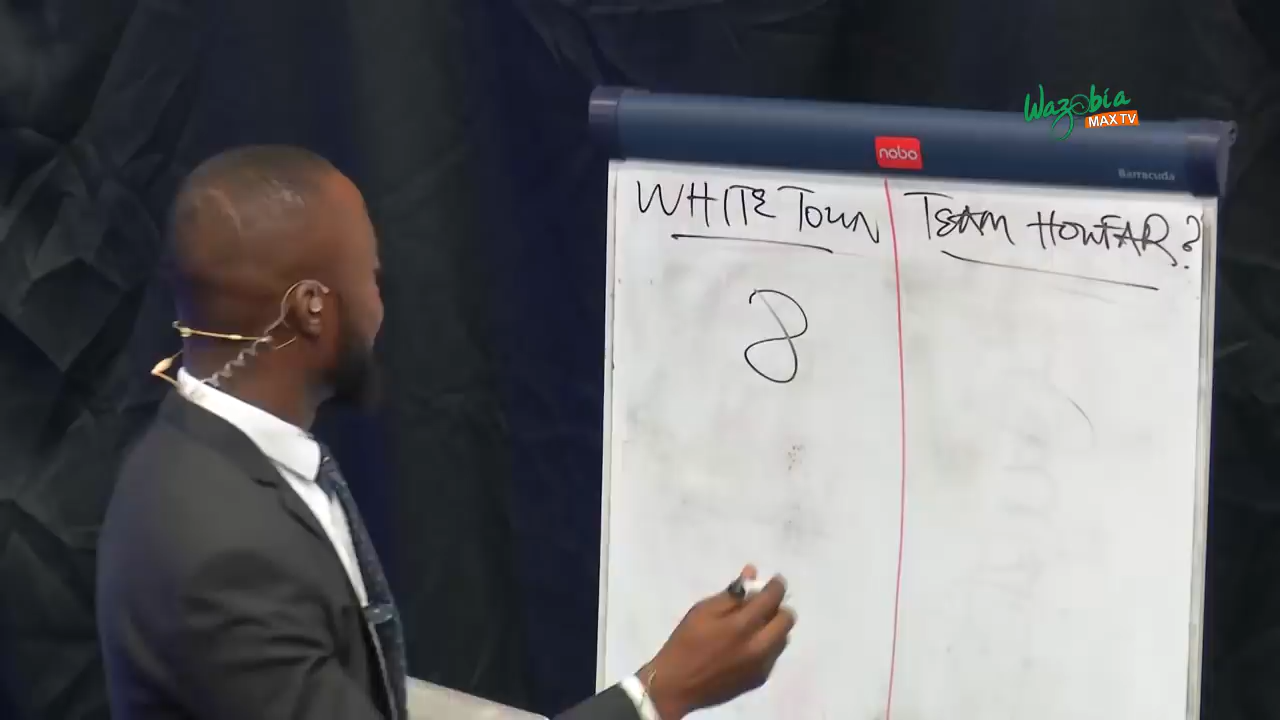 Wazobia
MAX TV
nobo
Barracuda
WHITE TOWN
TEAM HOWFAR?
8